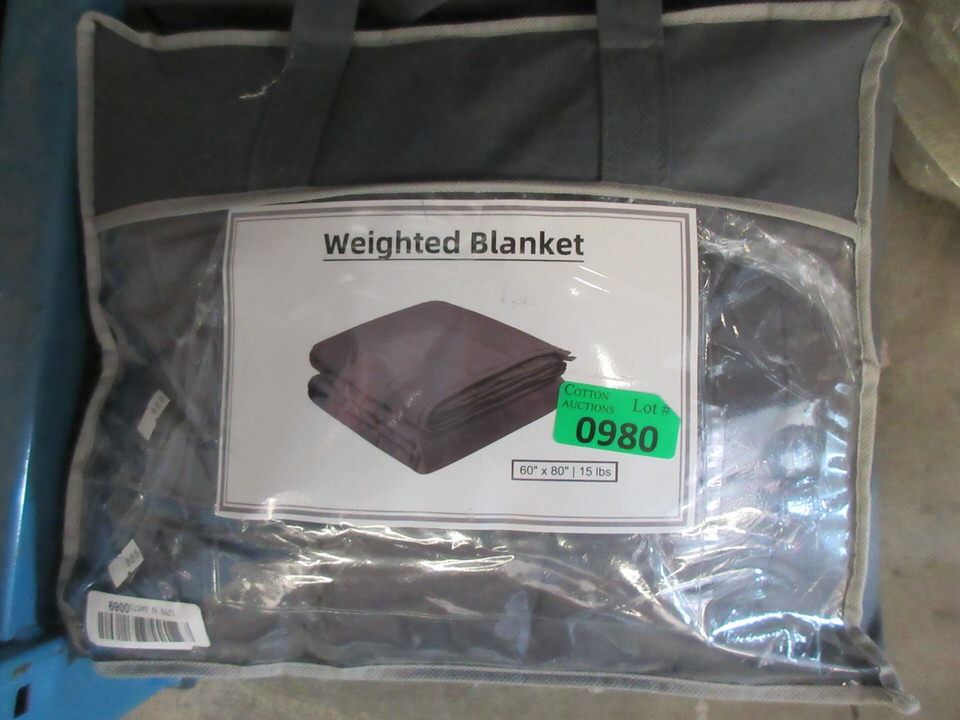 Weighted Blanket
COTTON
AUCTIONS
Lot #
0980
60" x 80" | 15 lbs